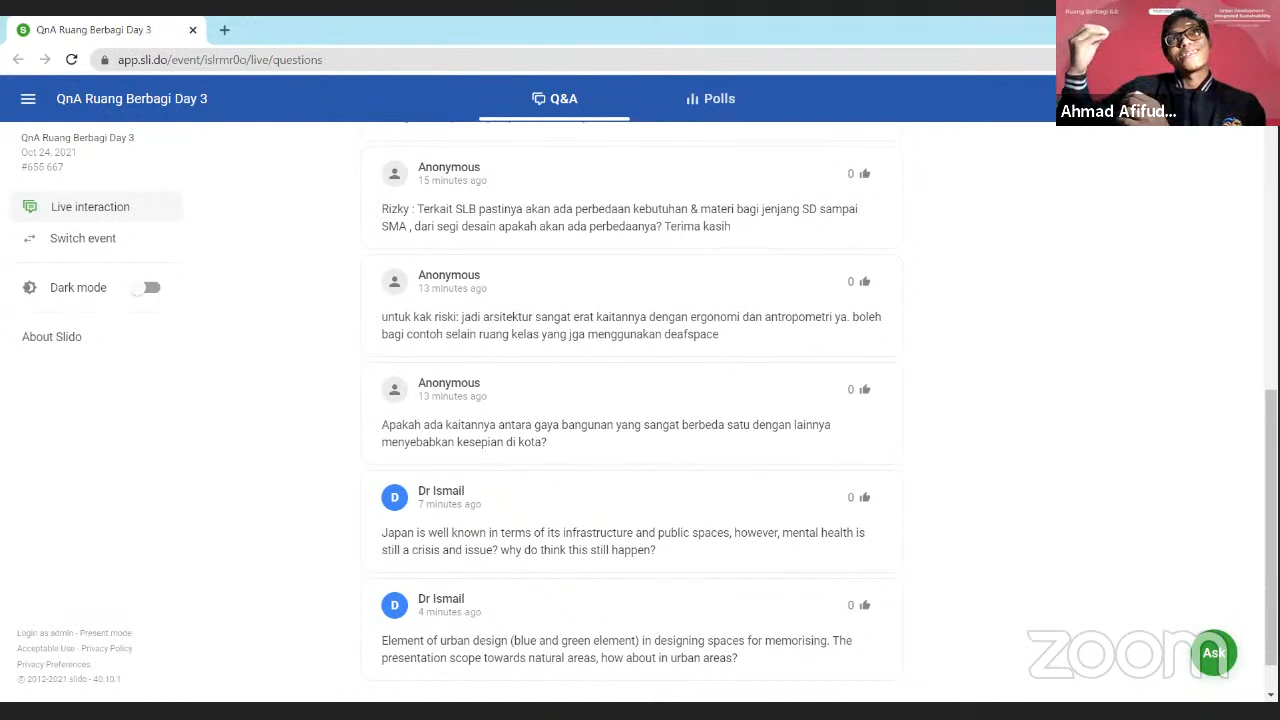 QnA Ruang Berbagi Day 3
app.sli.do/event/islrmr0o/live/questions
QnA Ruang Berbagi Day 3
Q&A
Polls
Ruang Berbagi 6.0
Urban Development:
Integrated Sustainability
Ahmad Afifud...
QnA Ruang Berbagi Day 3
Oct 24, 2021
#655 667
Live interaction
Switch event
Dark mode
About Slido
Anonymous
15 minutes ago
0
Rizky : Terkait SLB pastinya akan ada perbedaan kebutuhan & materi bagi jenjang SD sampai
SMA , dari segi desain apakah akan ada perbedaanya? Terima kasih
Anonymous
13 minutes ago
0
untuk kak riski: jadi arsitektur sangat erat kaitannya dengan ergonomi dan antropometri ya. boleh
bagi contoh selain ruang kelas yang jga menggunakan deafspace
Anonymous
13 minutes ago
0
Apakah ada kaitannya antara gaya bangunan yang sangat berbeda satu dengan lainnya
menyebabkan kesepian di kota?
D
Dr Ismail
7 minutes ago
0
Japan is well known in terms of its infrastructure and public spaces, however, mental health is
still a crisis and issue? why do think this still happen?
D
Dr Ismail
4 minutes ago
0
Element of urban design (blue and green element) in designing spaces for memorising. The
presentation scope towards natural areas, how about in urban areas?
Login as admin - Present mode
Acceptable Use - Privacy Policy
Privacy Preferences
© 2012-2021 slido - 40.10.1
zoom
Ask